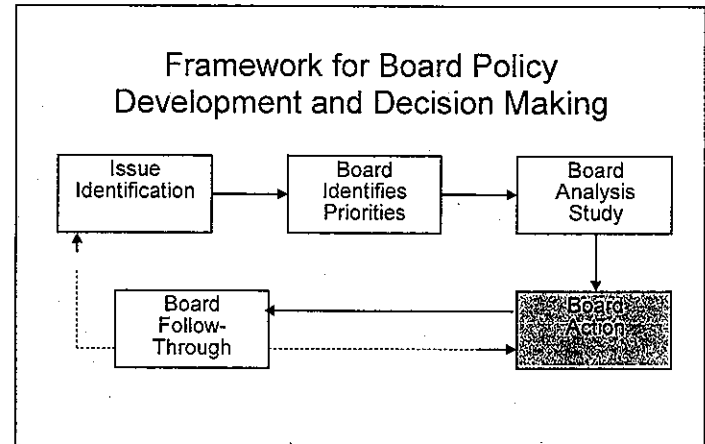 Framework for Board Policy
Development and Decision Making
Issue
Identification
Board
Identifies
Priorities
Board
Analysis
Study
Board
Follow-
Through
Board
Action